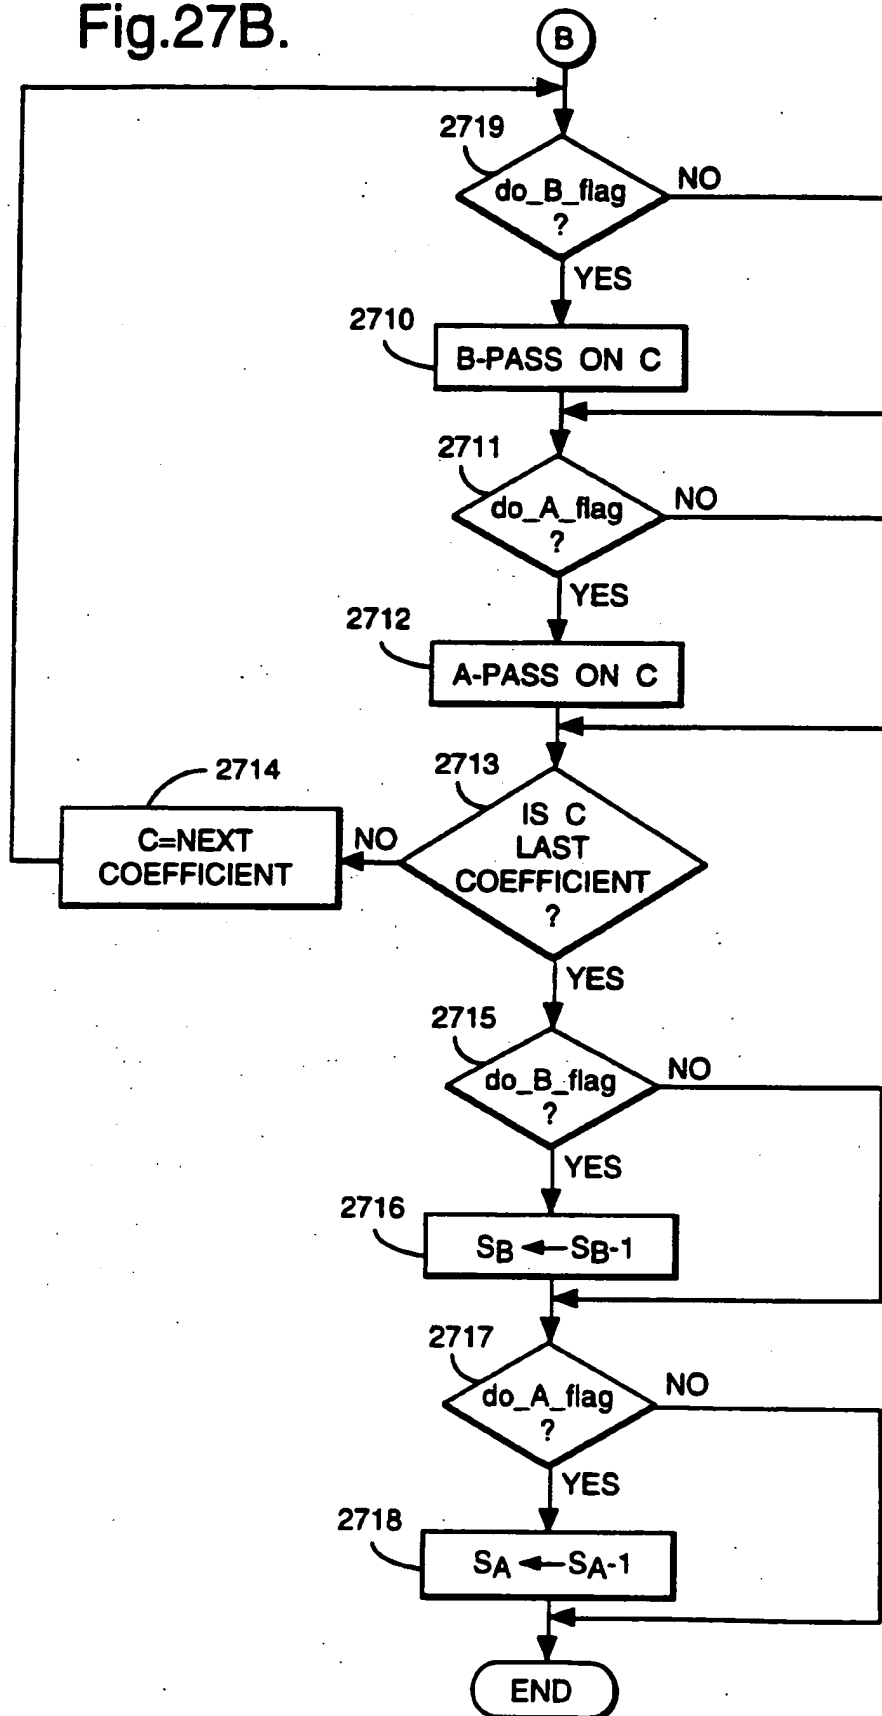 Fig.27B.
B
2719
do_B_flag
?
NO
YES
2710
B-PASS ON C
2711
do_A_flag
?
NO
YES
2712
A-PASS ON C
2713
IS C
LAST
COEFFICIENT
?
NO
2714
C=NEXT
COEFFICIENT
YES
2715
do_B_flag
?
NO
YES
2716
SB ← SB-1
2717
do_A_flag
?
NO
YES
2718
SA ← SA-1
END